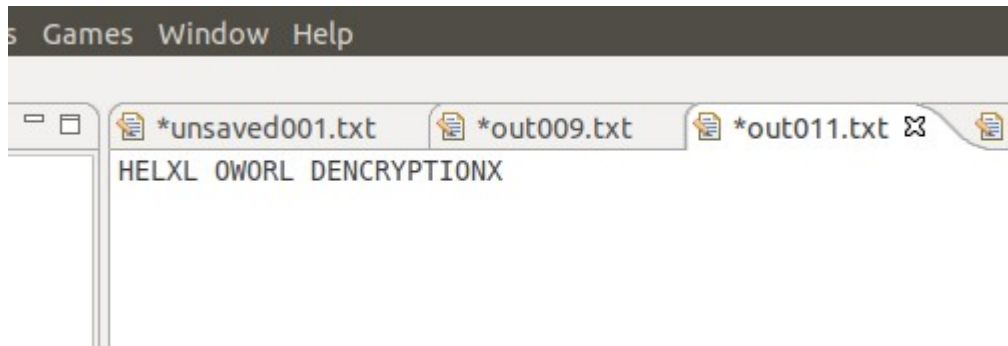 s Games Window Help
*unsaved001.txt *out009.txt *out011.txt
HELXL OWORL DENCRYPTIONX